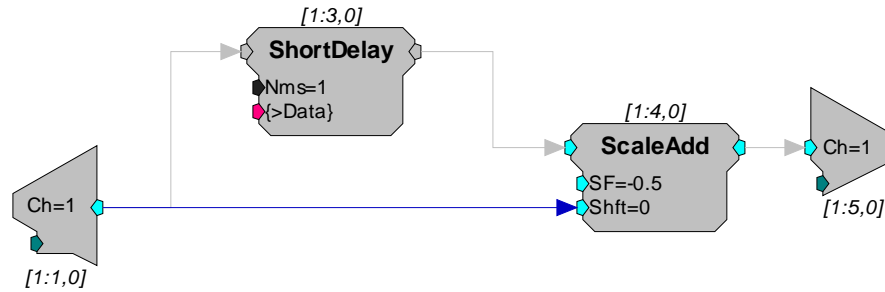 [1:3,0]
ShortDelay
Nms=1
{>Data}
[1:4,0]
ScaleAdd
SF=-0.5
Shft=0
Ch=1
[1:5,0]
Ch=1
[1:1,0]